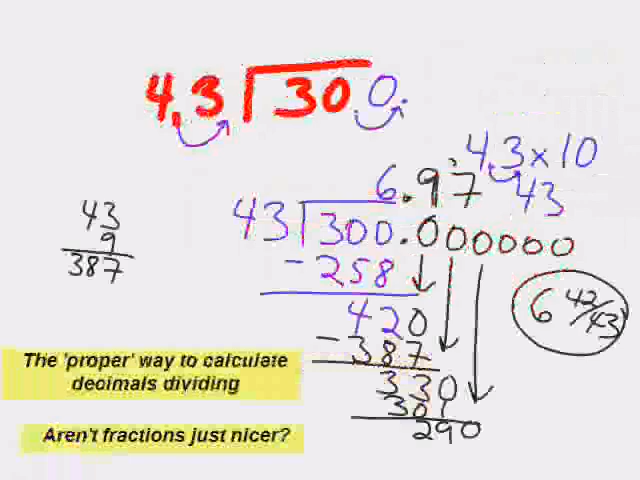 4.3 30 0.
4.3 x 10
6.97
43
43 300.000000
43
9
387
- 258
6 42/43
420
- 387
330
301
290
The 'proper' way to calculate
decimals dividing
Aren't fractions just nicer?